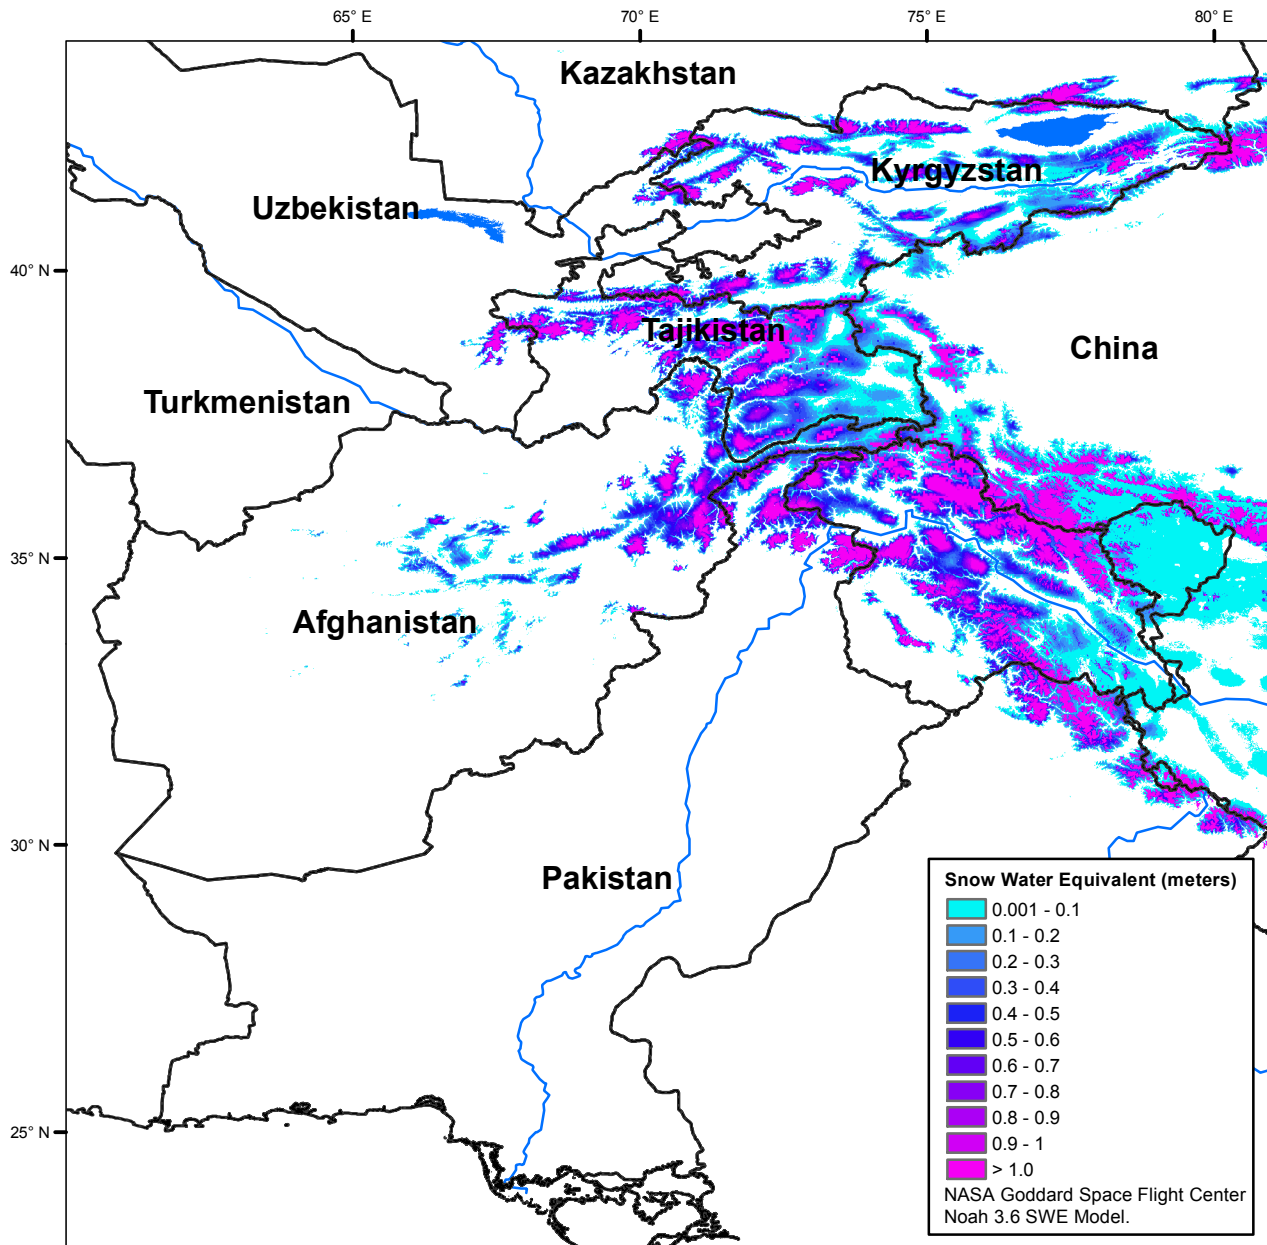 65° E
70° E
75° E
80° E
Kazakhstan
Kyrgyzstan
Uzbekistan
40° N
Tajikistan
China
Turkmenistan
35° N
Afghanistan
30° N
Pakistan
25° N
Snow Water Equivalent (meters)
0.001 - 0.1
0.1 - 0.2
0.2 - 0.3
0.3 - 0.4
0.4 - 0.5
0.5 - 0.6
0.6 - 0.7
0.7 - 0.8
0.8 - 0.9
0.9 - 1
> 1.0
NASA Goddard Space Flight Center
Noah 3.6 SWE Model.